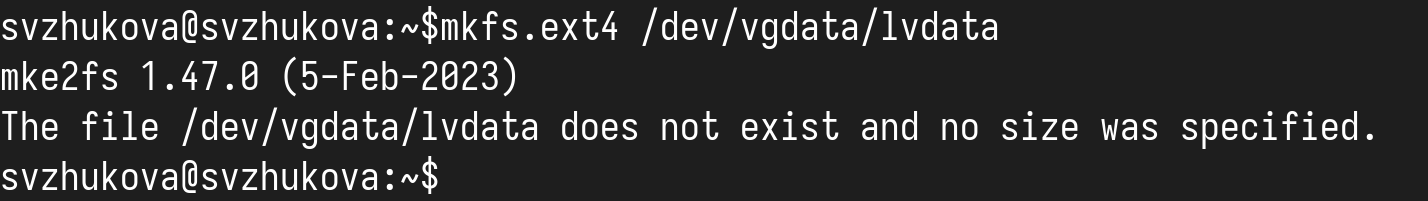 svzhukova@svzhukova:~$mkfs.ext4 /dev/vgdata/lvdata
mke2fs 1.47.0 (5-Feb-2023)
The file /dev/vgdata/lvdata does not exist and no size was specified.
svzhukova@svzhukova:~$